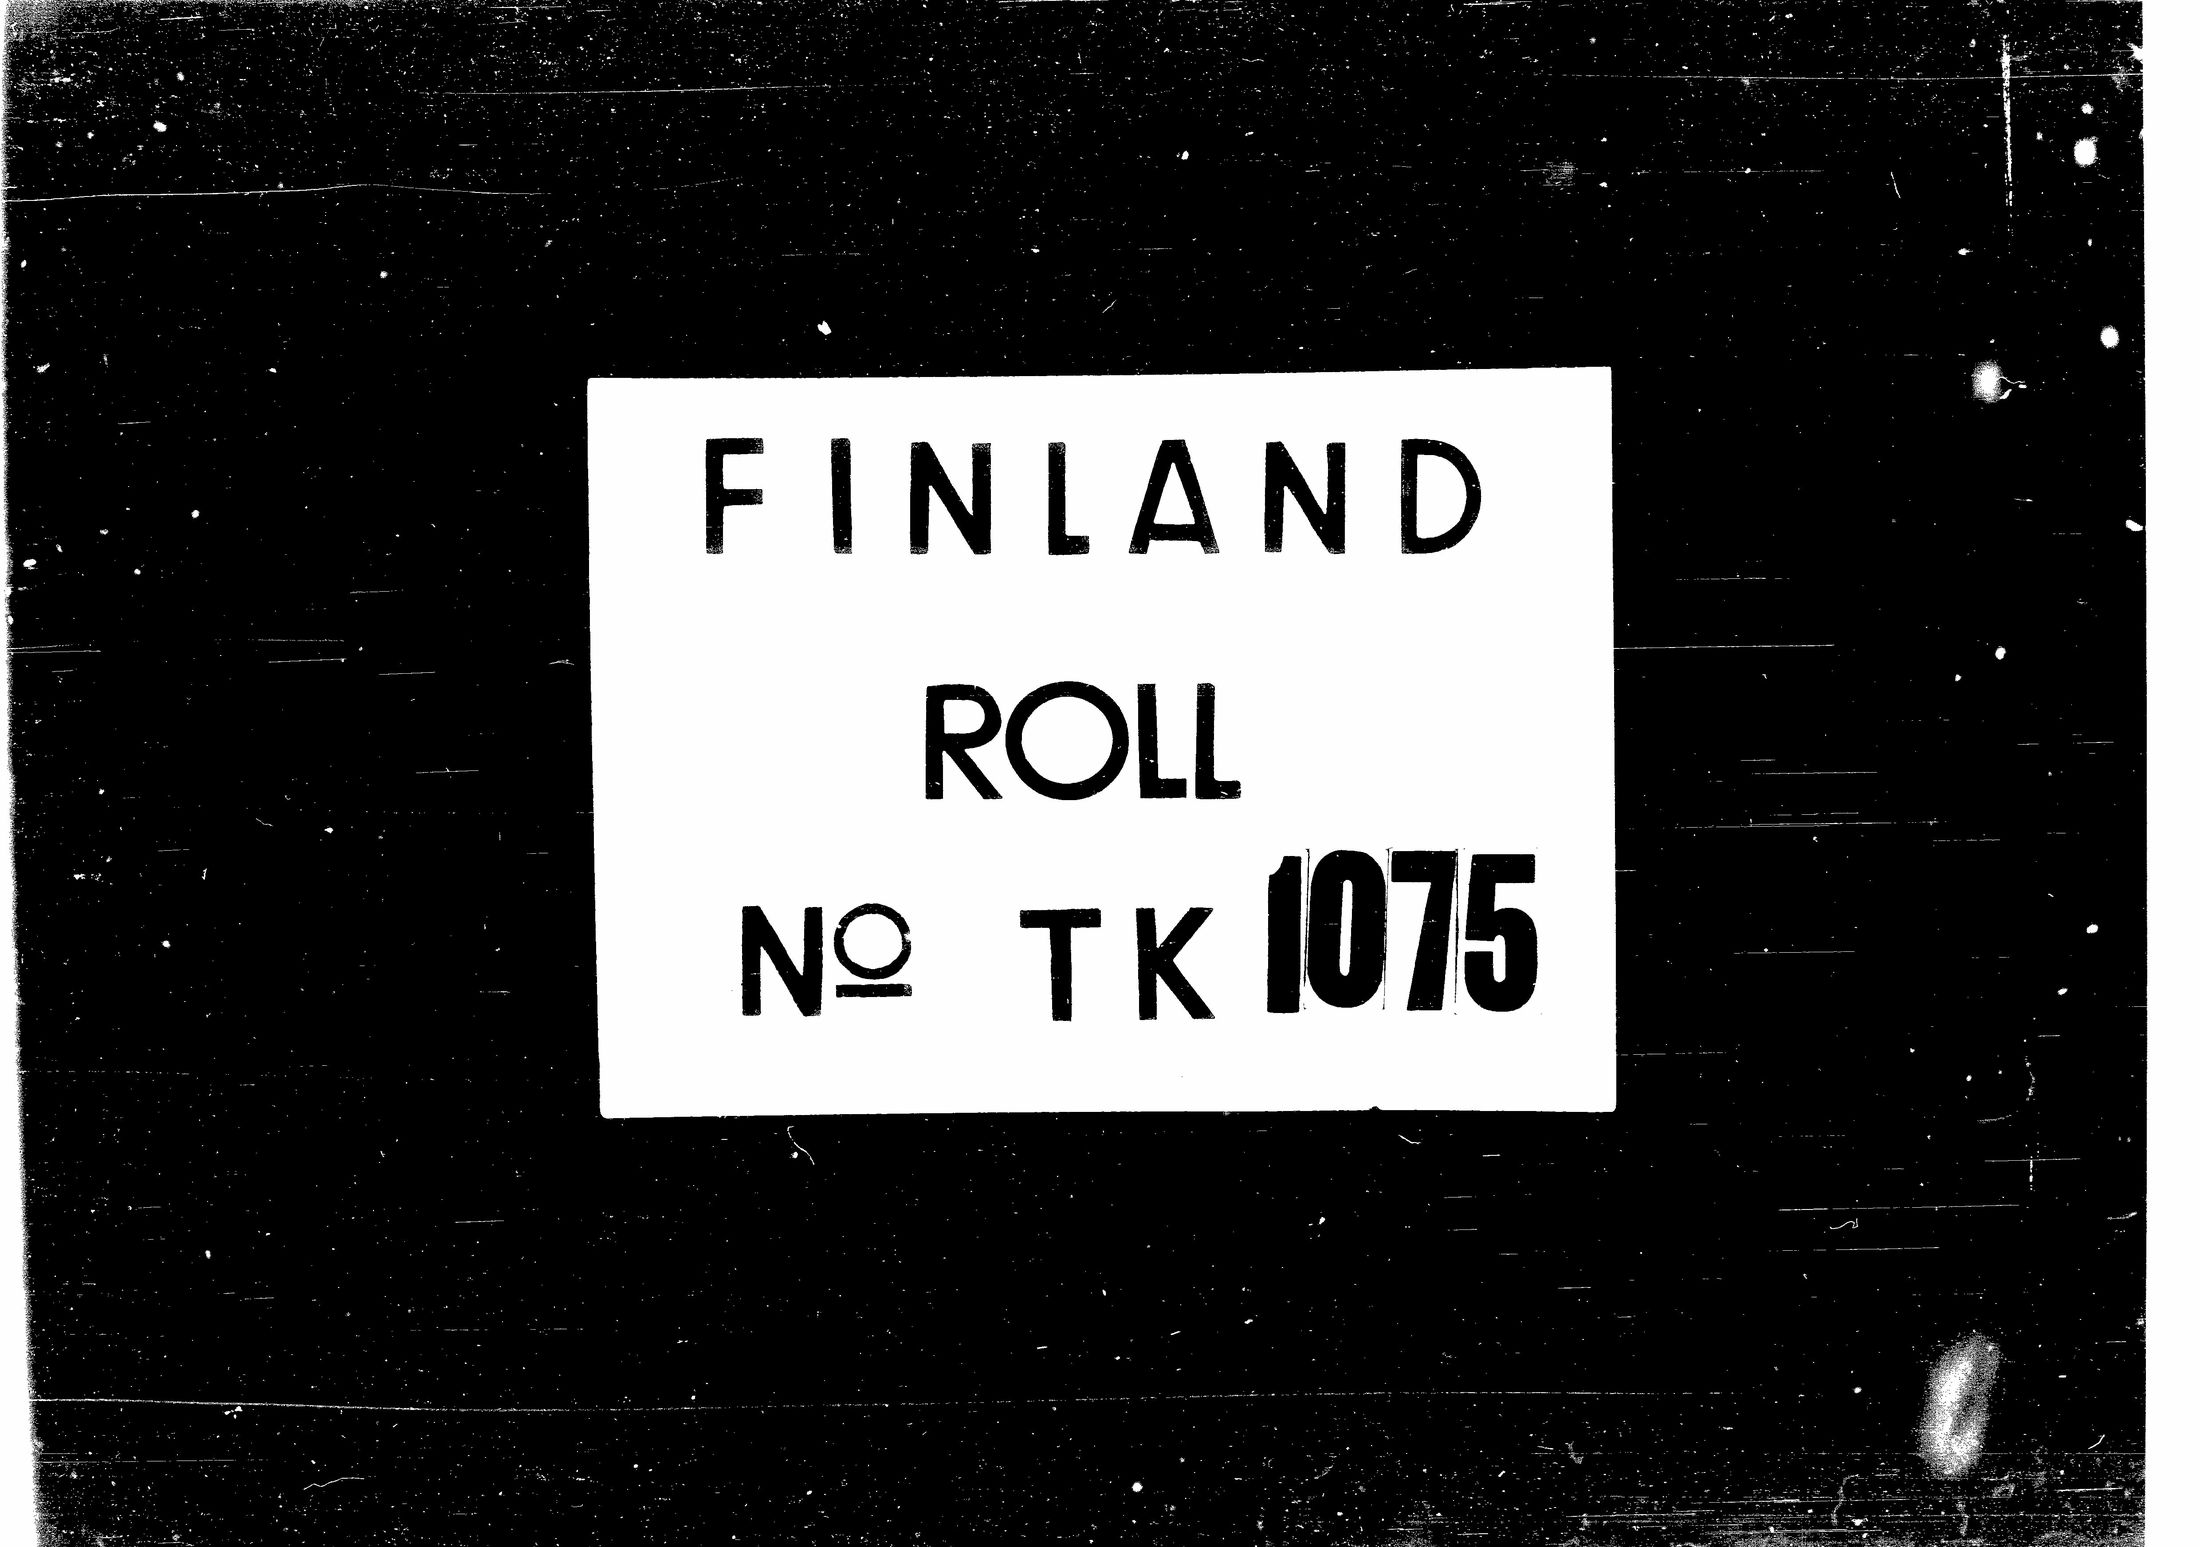 FINLAND
ROLL
Nº TK 1075